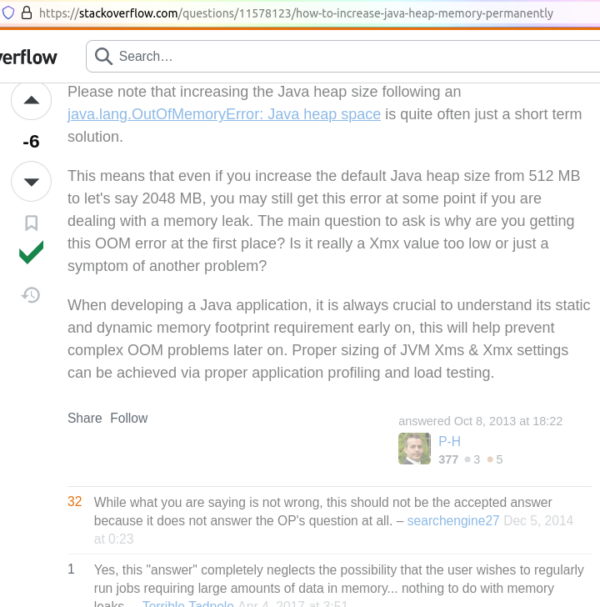 https://stackoverflow.com/questions/11578123/how-to-increase-java-heap-memory-permanently
erflow
Search…
Please note that increasing the Java heap size following an
java.lang.OutOfMemoryError: Java heap space is quite often just a short term
solution.
-6
This means that even if you increase the default Java heap size from 512 MB
to let's say 2048 MB, you may still get this error at some point if you are
dealing with a memory leak. The main question to ask is why are you getting
this OOM error at the first place? Is it really a Xmx value too low or just a
symptom of another problem?
When developing a Java application, it is always crucial to understand its static
and dynamic memory footprint requirement early on, this will help prevent
complex OOM problems later on. Proper sizing of JVM Xms & Xmx settings
can be achieved via proper application profiling and load testing.
Share Follow
answered Oct 8, 2013 at 18:22
P-H
377 3 5
32 While what you are saying is not wrong, this should not be the accepted answer
because it does not answer the OP's question at all. – searchengine27 Dec 5, 2014
at 0:23
1 Yes, this "answer" completely neglects the possibility that the user wishes to regularly
run jobs requiring large amounts of data in memory... nothing to do with memory
leaks... Terrible Tadpole Apr 4, 2017 at 3:51